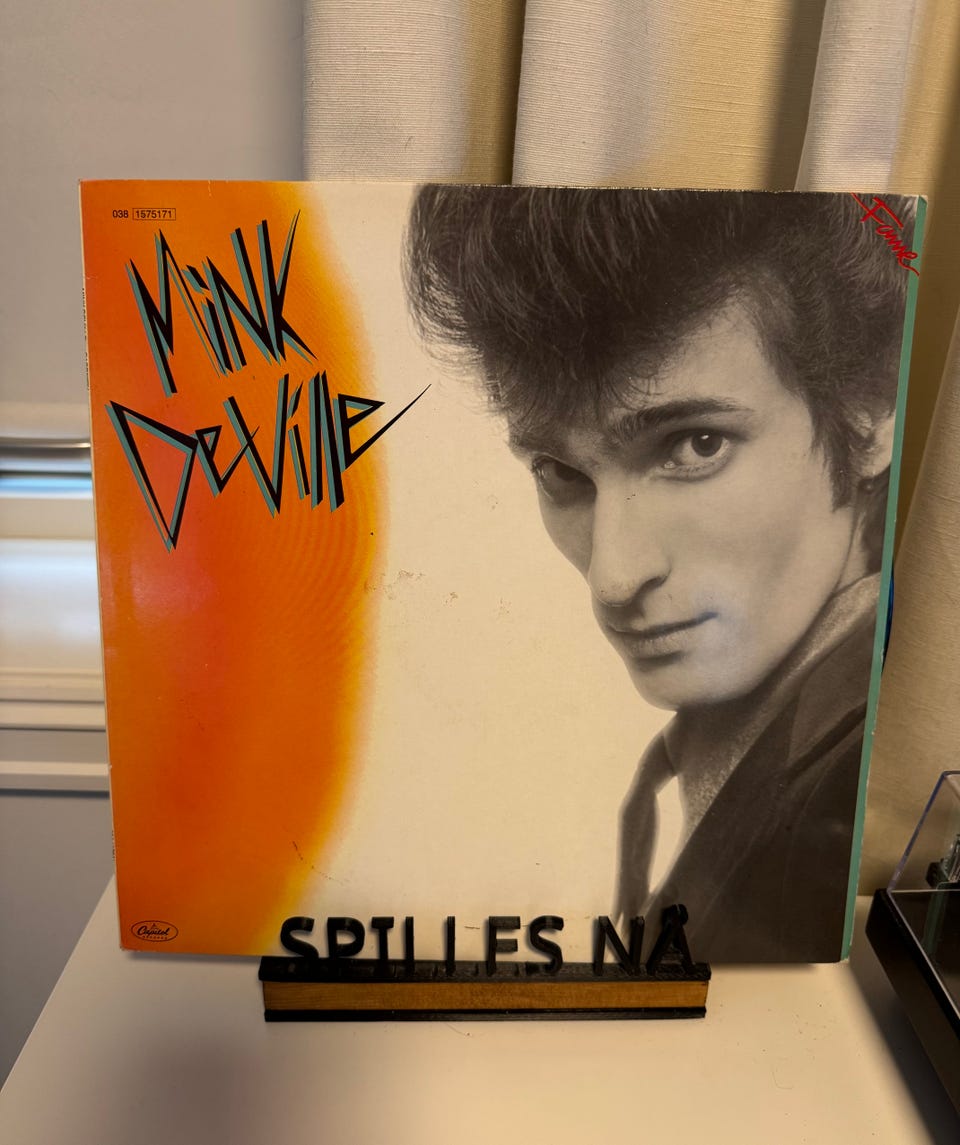 038 1575171
Fame
Mink
DeVille
Capitol
SPILLES NÅ